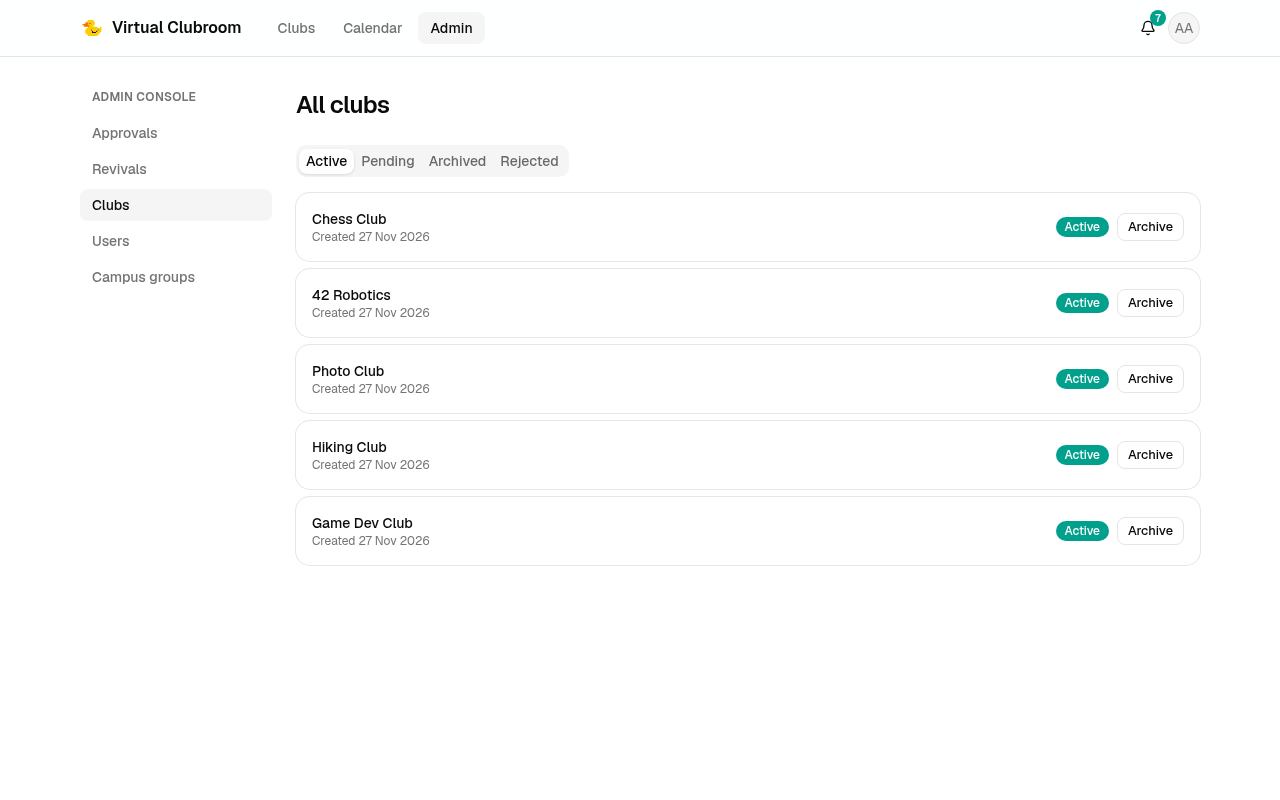 Virtual Clubroom
Clubs
Calendar
Admin
7
AA
ADMIN CONSOLE
Approvals
Revivals
Clubs
Users
Campus groups
All clubs
Active
Pending
Archived
Rejected
Chess Club
Created 27 Nov 2026
Active
Archive
42 Robotics
Created 27 Nov 2026
Active
Archive
Photo Club
Created 27 Nov 2026
Active
Archive
Hiking Club
Created 27 Nov 2026
Active
Archive
Game Dev Club
Created 27 Nov 2026
Active
Archive